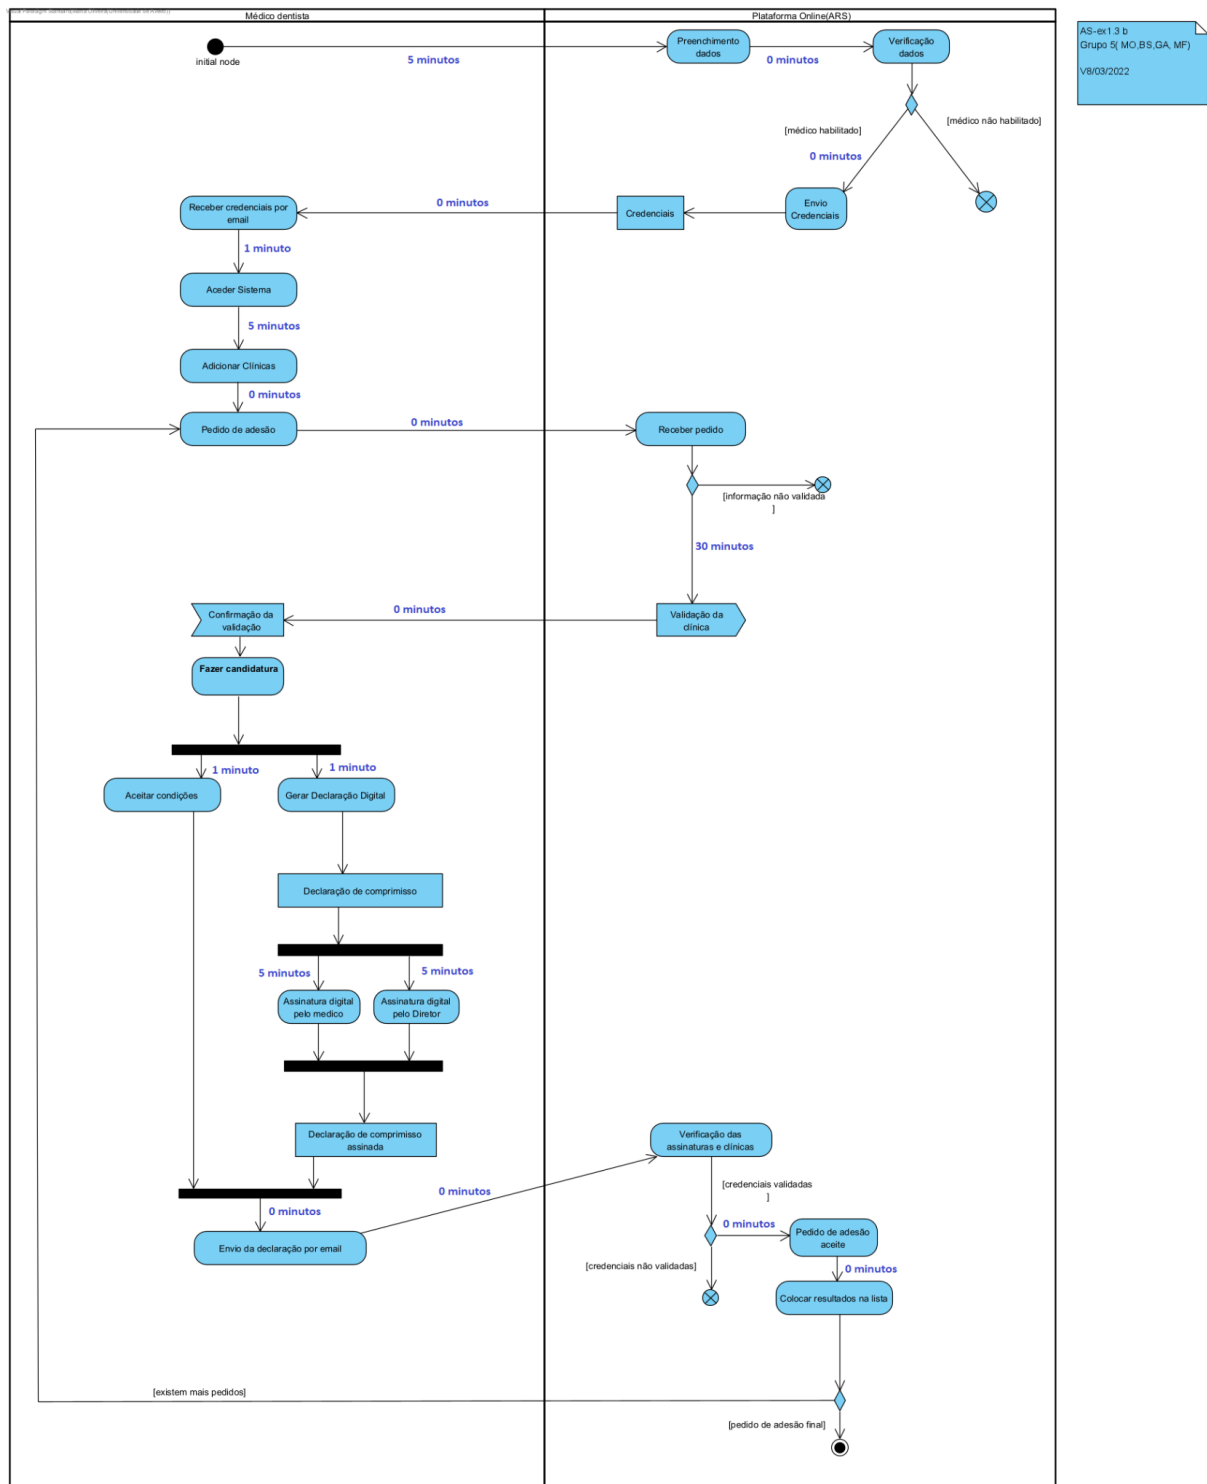 Médico dentista
Plataforma Online(ARS)
initial node
5 minutos
Preenchimento
dados
0 minutos
Verificação
dados
AS-ex1.3 b
Grupo 5( MO,BS,GA, MF)
V8/03/2022
[médico habilitado]
[médico não habilitado]
0 minutos
Receber credenciais por
email
0 minutos
Credenciais
Envio
Credenciais
1 minuto
Aceder Sistema
5 minutos
Adicionar Clínicas
0 minutos
Pedido de adesão
0 minutos
Receber pedido
[informação não validada
]
30 minutos
Confirmação da
validação
0 minutos
Validação da
clínica
Fazer candidatura
1 minuto
1 minuto
Aceitar condições
Gerar Declaração Digital
Declaração de comprimisso
5 minutos
5 minutos
Assinatura digital
pelo medico
Assinatura digital
pelo Diretor
Declaração de comprimisso
assinada
Verificação das
assinaturas e clínicas
0 minutos
[credenciais validadas
]
0 minutos
Envio da declaração por email
0 minutos
Pedido de adesão
aceite
[credenciais não validadas]
0 minutos
Colocar resultados na lista
[existem mais pedidos]
[pedido de adesão final]